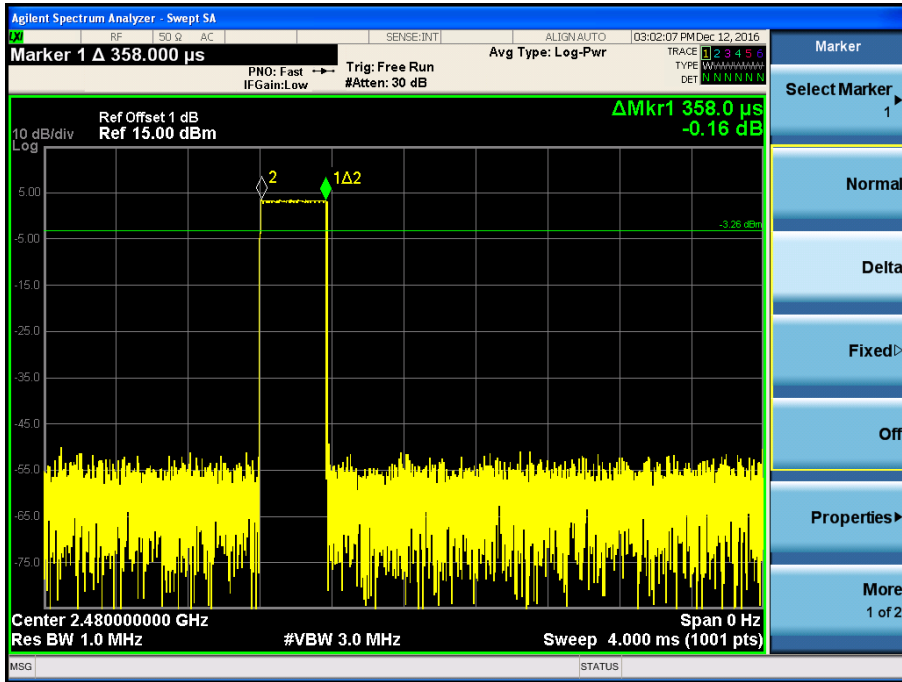 Agilent Spectrum Analyzer - Swept SA
LXI RF 50 Ω AC SENSE:INT ALIGN AUTO 03:02:07 PM Dec 12, 2016
Marker 1 Δ 358.000 µs
PNO: Fast
IFGain:Low
Trig: Free Run
#Atten: 30 dB
Avg Type: Log-Pwr
TRACE 1 2 3 4 5 6
TYPE WWWWWW
DET N N N N N N
ΔMkr1 358.0 µs
-0.16 dB
Ref Offset 1 dB
10 dB/div Ref 15.00 dBm
Log
2
1Δ2
5.00
-3.26 dBm
-5.00
-15.0
-25.0
-35.0
-45.0
-55.0
-65.0
-75.0
Center 2.480000000 GHz Span 0 Hz
Res BW 1.0 MHz #VBW 3.0 MHz Sweep 4.000 ms (1001 pts)
MSG STATUS
Marker
Select Marker
1
Normal
Delta
Fixed
Off
Properties
More
1 of 2